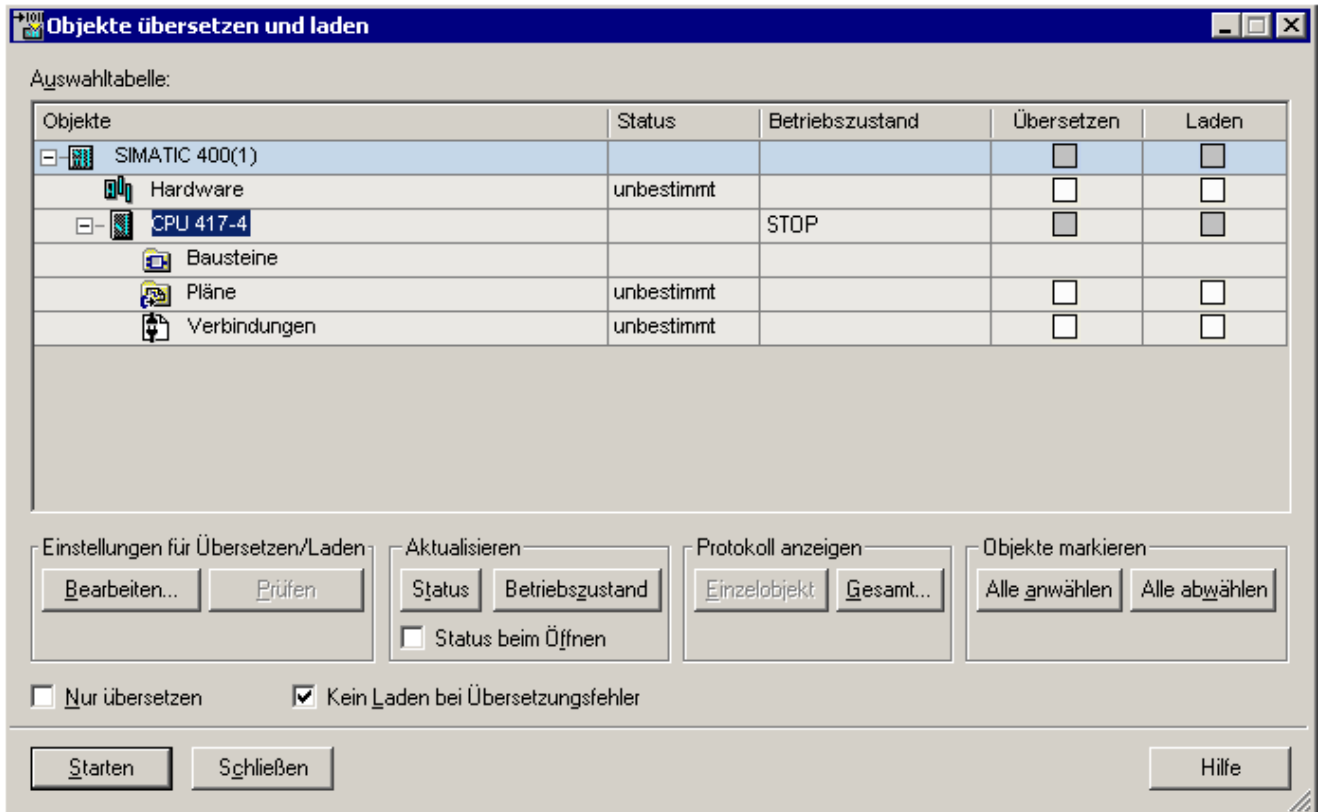 Objekte übersetzen und laden
Auswahltabelle:
Objekte Status Betriebszustand Übersetzen Laden
SIMATIC 400(1)
Hardware unbestimmt
CPU 417-4 STOP
Bausteine
Pläne unbestimmt
Verbindungen unbestimmt
Einstellungen für Übersetzen/Laden Aktualisieren Protokoll anzeigen Objekte markieren
Bearbeiten... Prüfen Status Betriebszustand Einzelobjekt Gesamt... Alle anwählen Alle abwählen
Status beim Öffnen
Nur übersetzen Kein Laden bei Übersetzungsfehler
Starten Schließen Hilfe